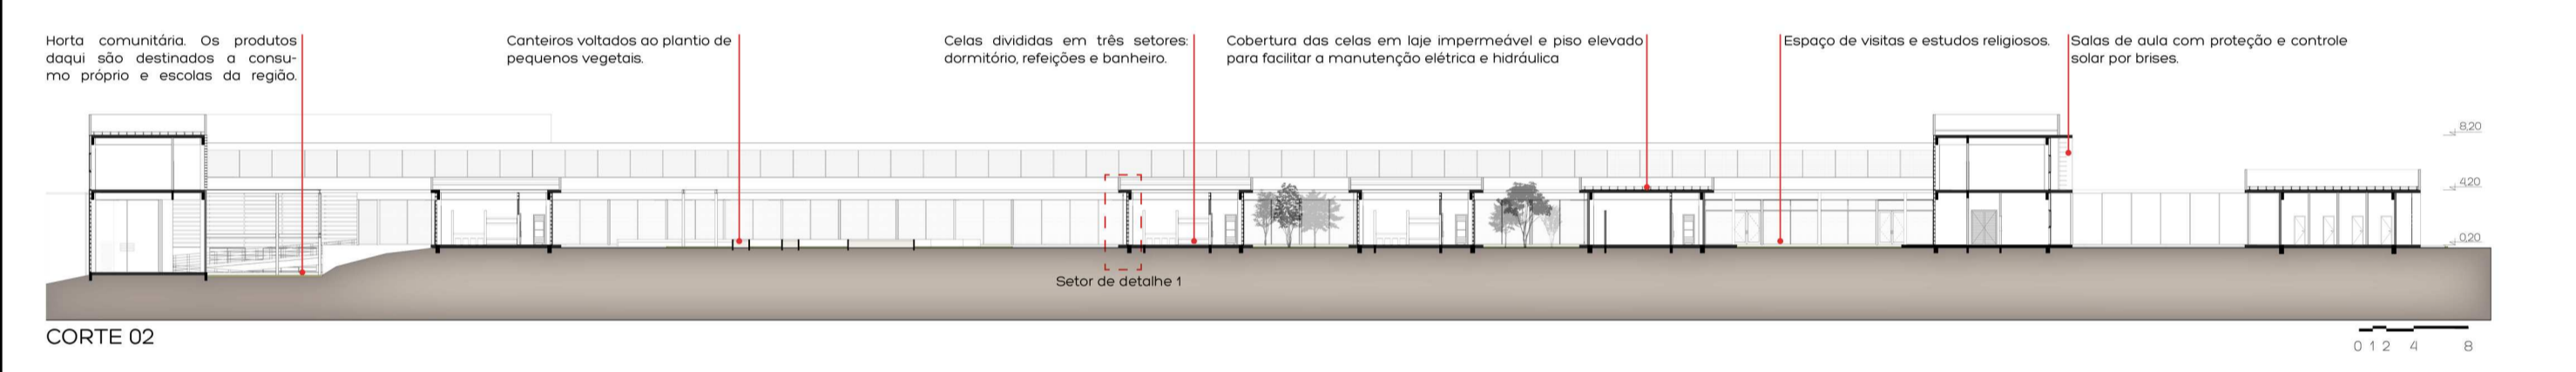 Horta comunitária. Os produtos
daqui são destinados a consu-
mo próprio e escolas da região.
Canteiros voltados ao plantio de
pequenos vegetais.
Celas divididas em três setores:
dormitório, refeições e banheiro.
Cobertura das celas em laje impermeável e piso elevado
para facilitar a manutenção elétrica e hidráulica
Espaço de visitas e estudos religiosos.
Salas de aula com proteção e controle
solar por brises.
8,20
4,20
0,20
Setor de detalhe 1
CORTE 02
0 1 2 4 8